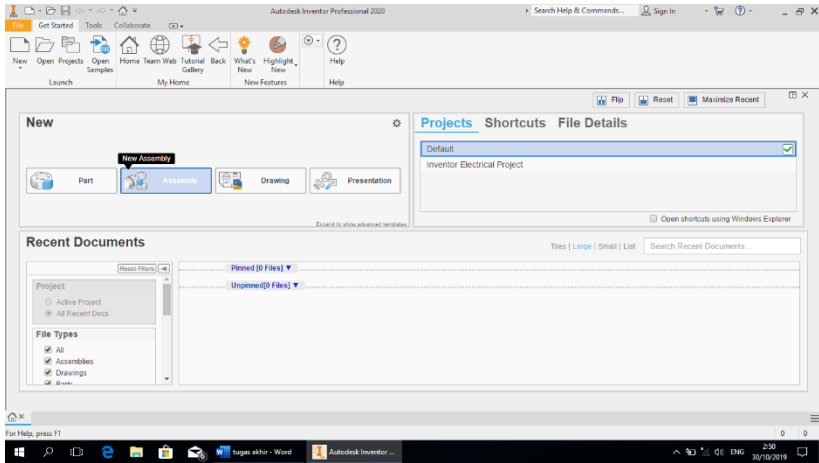 Autodesk Inventor Professional 2020
Search Help & Commands...
Sign In
File
Get Started
Tools
Collaborate
New
Open
Projects
Open Samples
Home
Team Web
Tutorial Gallery
Back
What's New
Highlight New
Help
Launch
My Home
New Features
Help
Flip
Reset
Maximize Recent
New
Projects
Shortcuts
File Details
Default
Inventor Electrical Project
New Assembly
Part
Assembly
Drawing
Presentation
Expand to show advanced templates
Open shortcuts using Windows Explorer
Recent Documents
Tiles | Large | Small | List
Search Recent Documents...
Reset Filters
Pinned [0 Files]
Unpinned[0 Files]
Project
Active Project
All Recent Docs
File Types
All
Assemblies
Drawings
Parts
For Help, press F1
0 0
tugas akhir - Word
Autodesk Inventor ...
ENG
2:50
30/10/2019